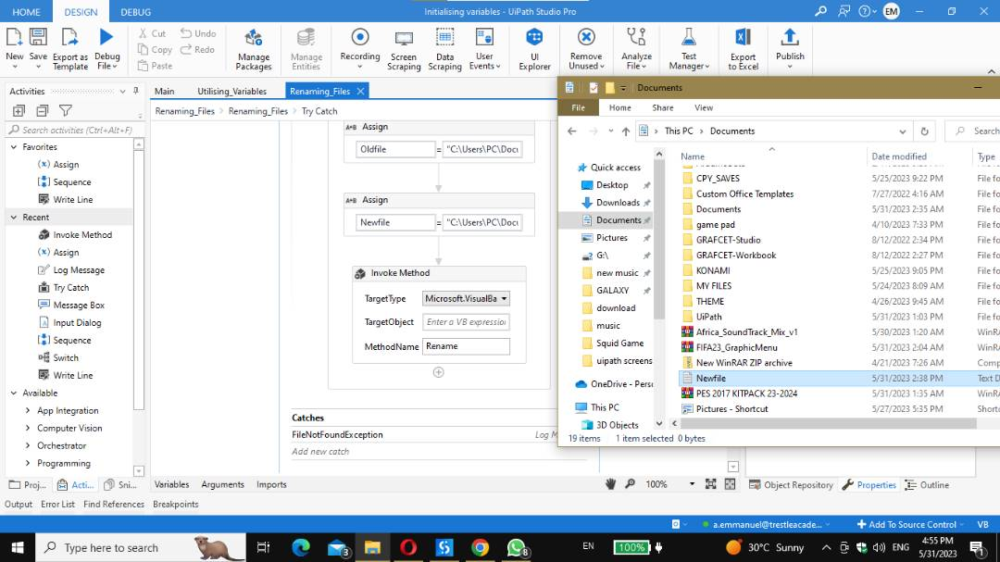 HOME DESIGN DEBUG Initialising variables - UiPath Studio Pro EM
New Save Export as Template Debug File Cut Copy Paste Undo Redo Manage Packages Manage Entities Recording Screen Scraping Data Scraping User Events UI Explorer Remove Unused Analyze File Test Manager Export to Excel Publish
Activities
Search activities (Ctrl+Alt+F)
Favorites
Assign
Sequence
Write Line
Recent
Invoke Method
Assign
Log Message
Try Catch
Message Box
Input Dialog
Sequence
Switch
Write Line
Available
App Integration
Computer Vision
Orchestrator
Programming
Proj... Acti... Sni...
Main Utilising_Variables Renaming_Files
Renaming_Files Renaming_Files Try Catch
A*B Assign
Oldfile = "C:\Users\PC\Docu
A*B Assign
Newfile = "C:\Users\PC\Docu
Invoke Method
TargetType Microsoft.VisualBa
TargetObject Enter a VB expression
MethodName Rename
Catches
FileNotFoundException Log M
Add new catch
Variables Arguments Imports 100%
Documents
File Home Share View
This PC Documents Search
Quick access
Desktop
Downloads
Documents
Pictures
G:\
new music
GALAXY
download
music
Squid Game
uipath screens
OneDrive - Perso
This PC
3D Objects
Name Date modified Type
CPY_SAVES 5/25/2023 9:22 PM File fo
Custom Office Templates 7/27/2022 4:16 AM File fo
Documents 5/31/2023 2:35 AM File fo
game pad 4/10/2023 7:33 PM File fo
GRAFCET-Studio 8/12/2022 2:34 PM File fo
GRAFCET-Workbook 8/12/2022 2:27 PM File fo
KONAMI 5/25/2023 9:05 PM File fo
MY FILES 5/24/2023 8:09 AM File fo
THEME 4/26/2023 9:45 AM File fo
UiPath 5/31/2023 1:03 PM File fo
Africa_SoundTrack_Mix_v1 5/30/2023 1:20 AM WinRA
FIFA23_GraphicMenu 5/31/2023 2:04 AM WinRA
New WinRAR ZIP archive 4/21/2023 7:26 AM Comp
Newfile 5/31/2023 2:38 PM Text D
PES 2017 KITPACK 23-2024 5/31/2023 1:35 AM WinRA
Pictures - Shortcut 5/27/2023 5:35 PM Shortc
19 items 1 item selected 0 bytes
Object Repository Properties Outline
Output Error List Find References Breakpoints
a.emmanuel@trestleacade... Add To Source Control VB
Type here to search 3 8 EN 100% 30°C Sunny ENG 4:55 PM
5/31/2023 1